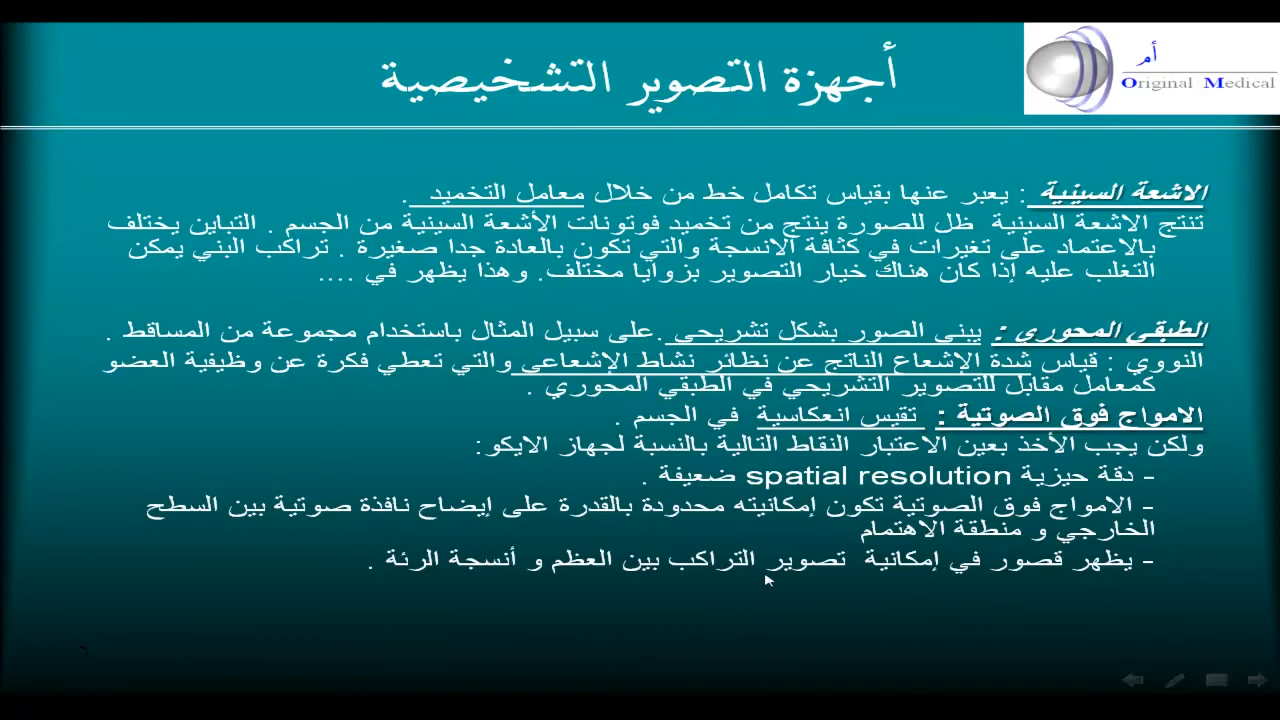 أم
Original Medical
أجهزة التصوير التشخيصية
الاشعة السينية : يعبر عنها بقياس تكامل خط من خلال معامل التخميد .
تنتج الاشعة السينية ظل للصورة ينتج من تخميد فوتونات الأشعة السينية من الجسم . التباين يختلف
بالاعتماد على تغيرات في كثافة الانسجة والتي تكون بالعادة جدا صغيرة . تراكب البني يمكن
التغلب عليه إذا كان هناك خيار التصوير بزوايا مختلف. وهذا يظهر في ....
الطبقي المحوري : يبنى الصور بشكل تشريحي .على سبيل المثال باستخدام مجموعة من المساقط .
النووي : قياس شدة الإشعاع الناتج عن نظائر نشاط الإشعاعي والتي تعطي فكرة عن وظيفية العضو
كمعامل مقابل للتصوير التشريحي في الطبقي المحوري .
الامواج فوق الصوتية : تقيس انعكاسية في الجسم .
ولكن يجب الأخذ بعين الاعتبار النقاط التالية بالنسبة لجهاز الايكو:
- دقة حيزية spatial resolution ضعيفة .
- الامواج فوق الصوتية تكون إمكانيته محدودة بالقدرة على إيضاح نافذة صوتية بين السطح
الخارجي و منطقة الاهتمام
- يظهر قصور في إمكانية تصوير التراكب بين العظم و أنسجة الرئة .
٦